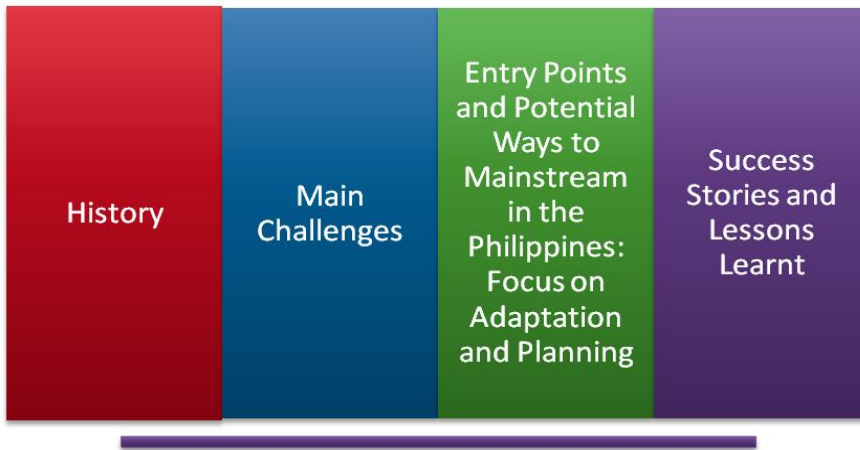 History
Main
Challenges
Entry Points
and Potential
Ways to
Mainstream
in the
Philippines:
Focus on
Adaptation
and Planning
Success
Stories and
Lessons
Learnt